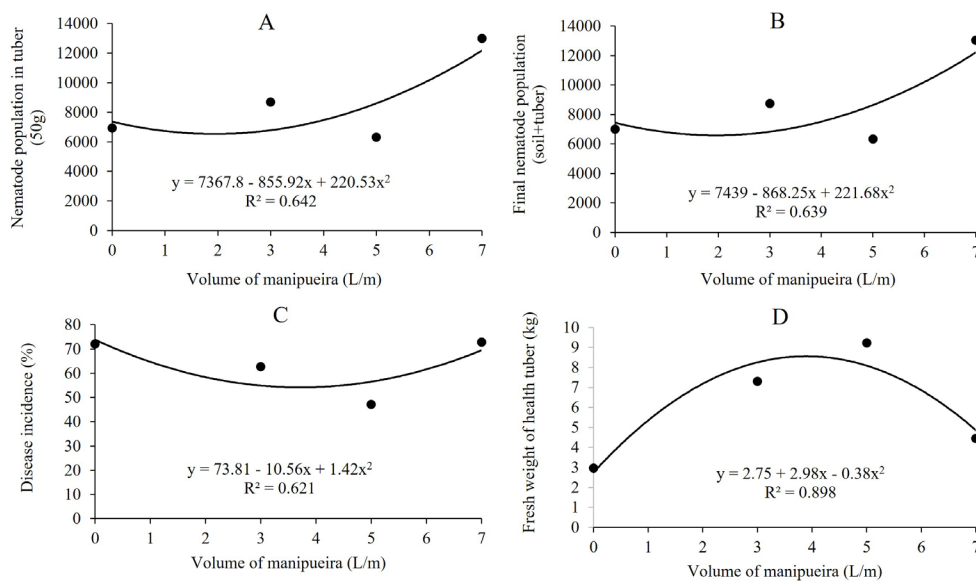 A
Nematode population in tuber
(50g)
14000
12000
10000
8000
6000
4000
2000
0
y = 7367.8 - 855.92x + 220.53x²
R² = 0.642
0 1 2 3 4 5 6 7
Volume of manipueira (L/m)
B
Final nematode population
(soil+tuber)
14000
12000
10000
8000
6000
4000
2000
0
y = 7439 - 868.25x + 221.68x²
R² = 0.639
0 1 2 3 4 5 6 7
Volume of manipueira (L/m)
C
Disease incidence (%)
80
70
60
50
40
30
20
10
0
y = 73.81 - 10.56x + 1.42x²
R² = 0.621
0 1 2 3 4 5 6 7
Volume of manipueira (L/m)
D
Fresh weight of health tuber (kg)
10
9
8
7
6
5
4
3
2
1
0
y = 2.75 + 2.98x - 0.38x²
R² = 0.898
0 1 2 3 4 5 6 7
Volume of manipueira (L/m)